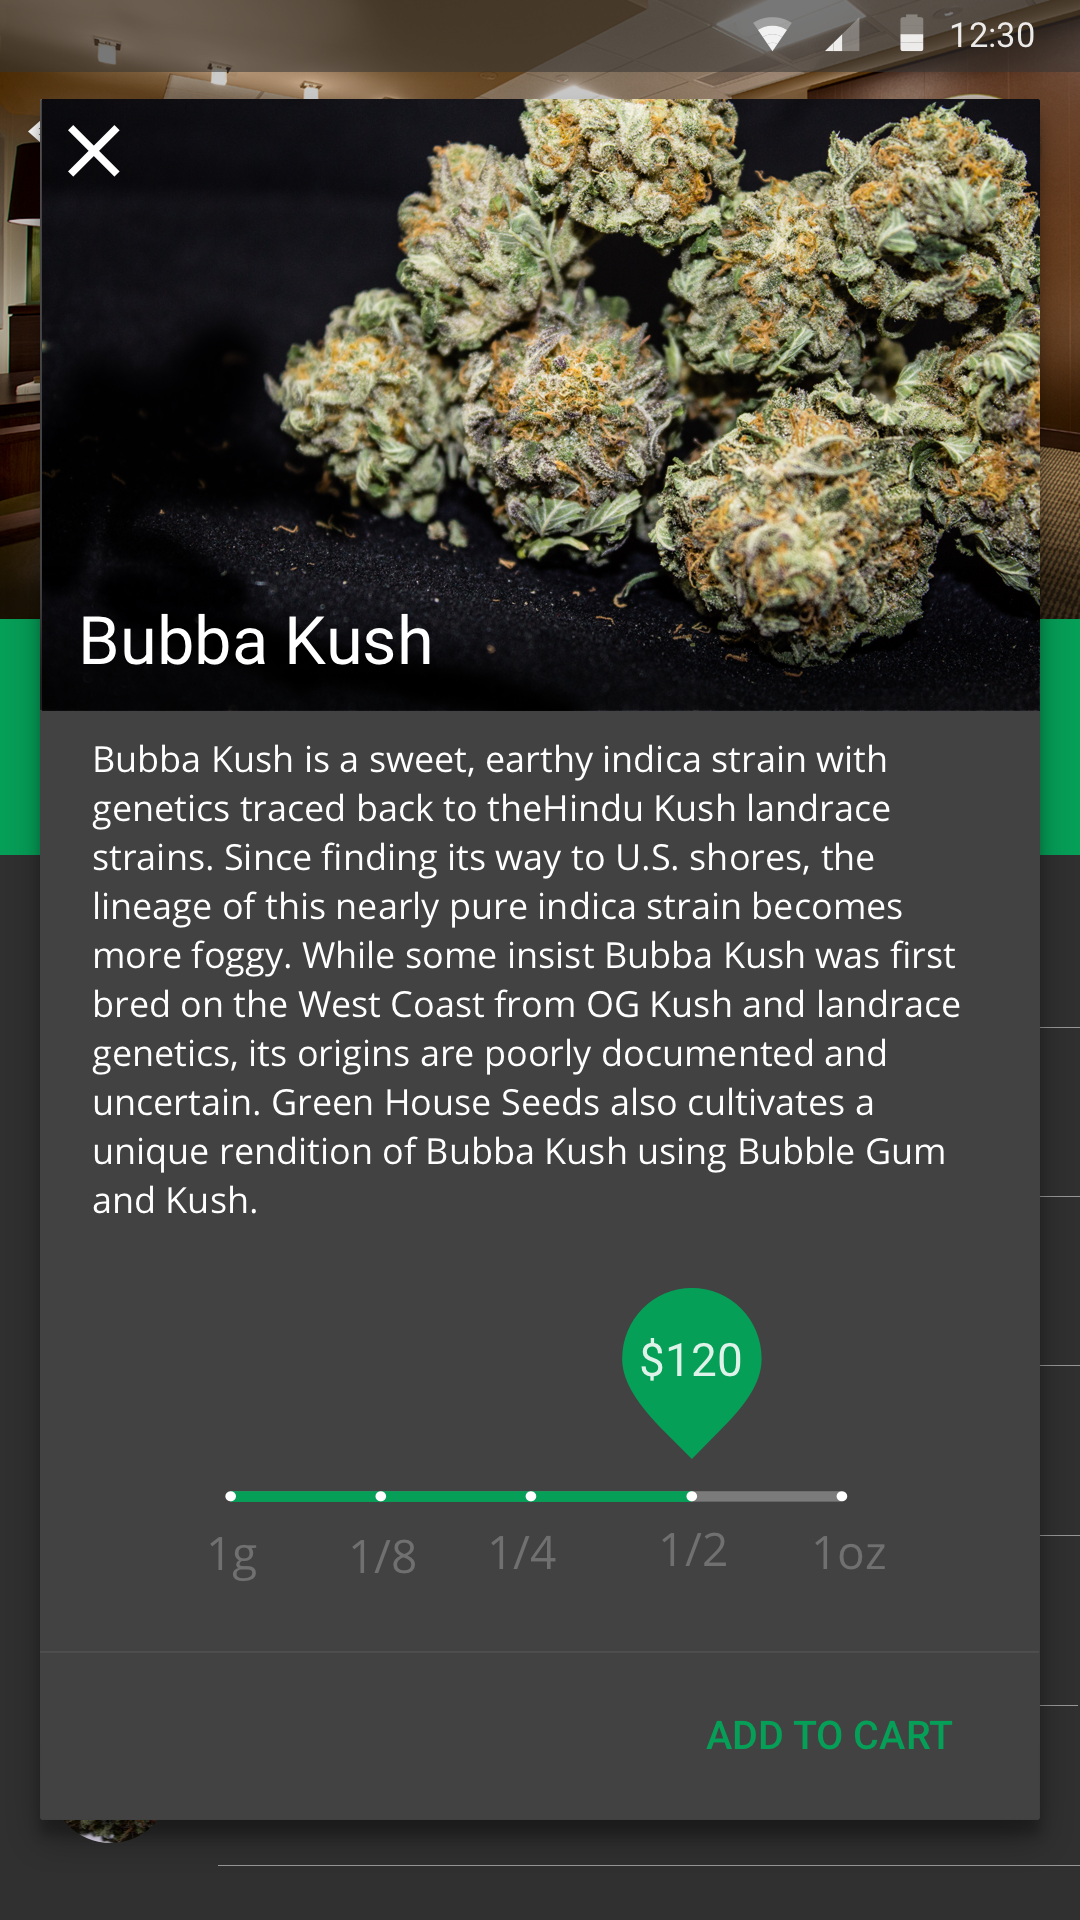 12:30
Bubba Kush
Bubba Kush is a sweet, earthy indica strain with
genetics traced back to theHindu Kush landrace
strains. Since finding its way to U.S. shores, the
lineage of this nearly pure indica strain becomes
more foggy. While some insist Bubba Kush was first
bred on the West Coast from OG Kush and landrace
genetics, its origins are poorly documented and
uncertain. Green House Seeds also cultivates a
unique rendition of Bubba Kush using Bubble Gum
and Kush.
$120
1g 1/8 1/4 1/2 1oz
ADD TO CART